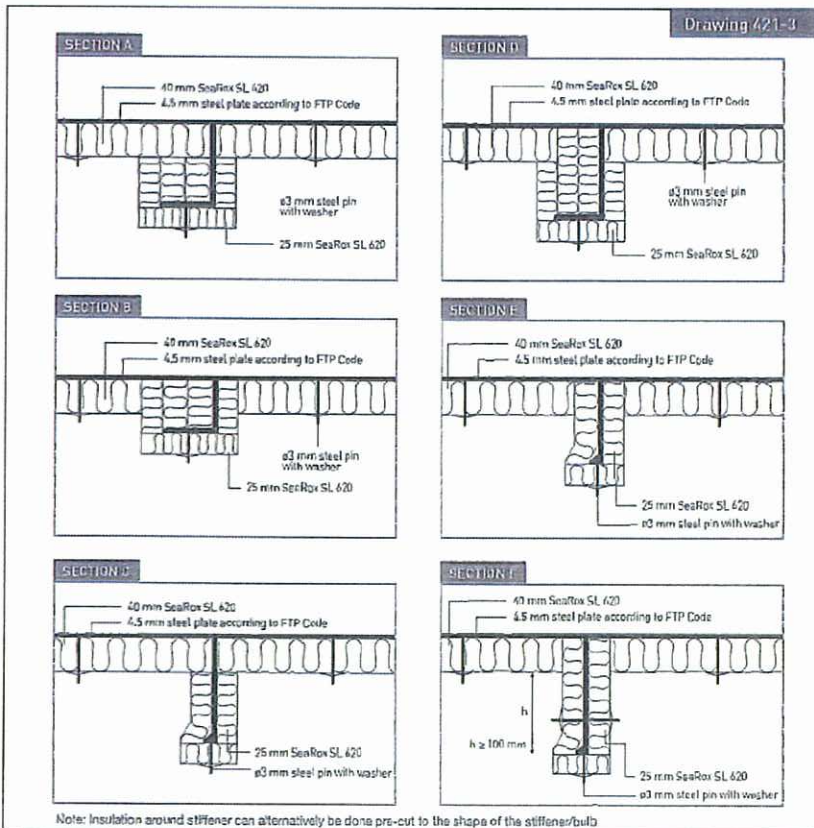 Drawing 421-3
SECTION A
40 mm SeaRox SL 620
4.5 mm steel plate according to FTP Code
ø3 mm steel pin
with washer
25 mm SeaRox SL 620
SECTION D
40 mm SeaRox SL 620
4.5 mm steel plate according to FTP Code
ø3 mm steel pin
with washer
25 mm SeaRox SL 620
SECTION B
40 mm SeaRox SL 620
4.5 mm steel plate according to FTP Code
ø3 mm steel pin
with washer
25 mm SeaRox SL 620
SECTION E
40 mm SeaRox SL 620
4.5 mm steel plate according to FTP Code
25 mm SeaRox SL 620
ø3 mm steel pin with washer
SECTION C
40 mm SeaRox SL 620
4.5 mm steel plate according to FTP Code
25 mm SeaRox SL 620
ø3 mm steel pin with washer
SECTION F
40 mm SeaRox SL 620
4.5 mm steel plate according to FTP Code
h
h ≥ 100 mm
25 mm SeaRox SL 620
ø3 mm steel pin with washer
Note: Insulation around stiffener can alternatively be done pre-cut to the shape of the stiffener/bulb